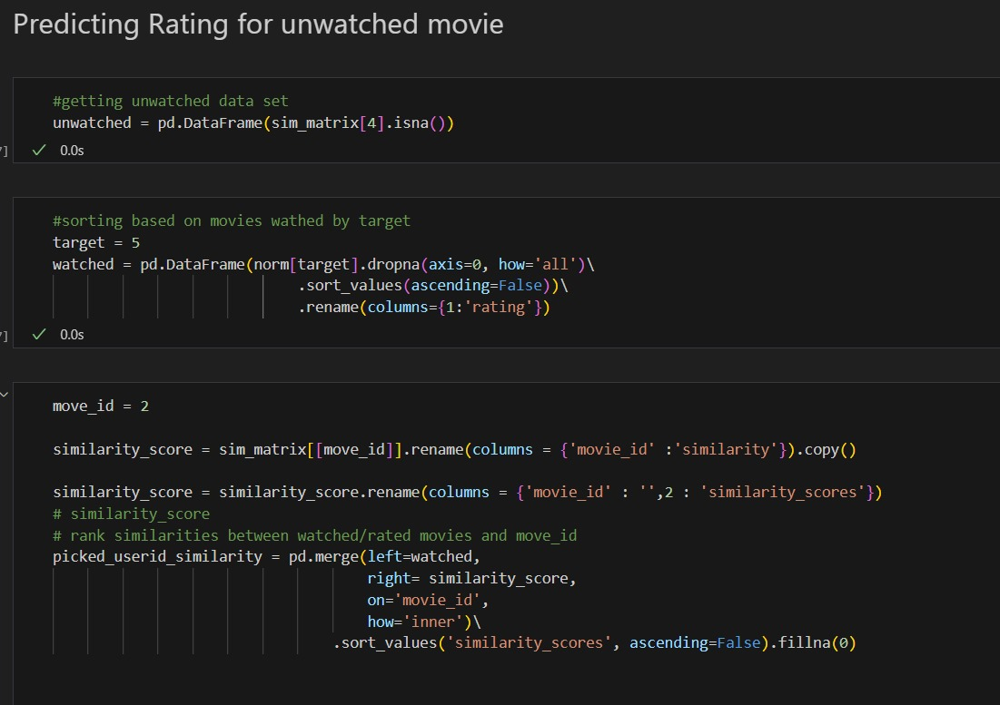 Predicting Rating for unwatched movie
#getting unwatched data set
unwatched = pd.DataFrame(sim_matrix[4].isna())
]
0.0s
#sorting based on movies wathed by target
target = 5
watched = pd.DataFrame(norm[target].dropna(axis=0, how='all')\
.sort_values(ascending=False))\
.rename(columns={1:'rating'})
]
0.0s
move_id = 2
similarity_score = sim_matrix[[move_id]].rename(columns = {'movie_id' :'similarity'}).copy()
similarity_score = similarity_score.rename(columns = {'movie_id' : '',2 : 'similarity_scores'})
# similarity_score
# rank similarities between watched/rated movies and move_id
picked_userid_similarity = pd.merge(left=watched,
right= similarity_score,
on='movie_id',
how='inner')\
.sort_values('similarity_scores', ascending=False).fillna(0)